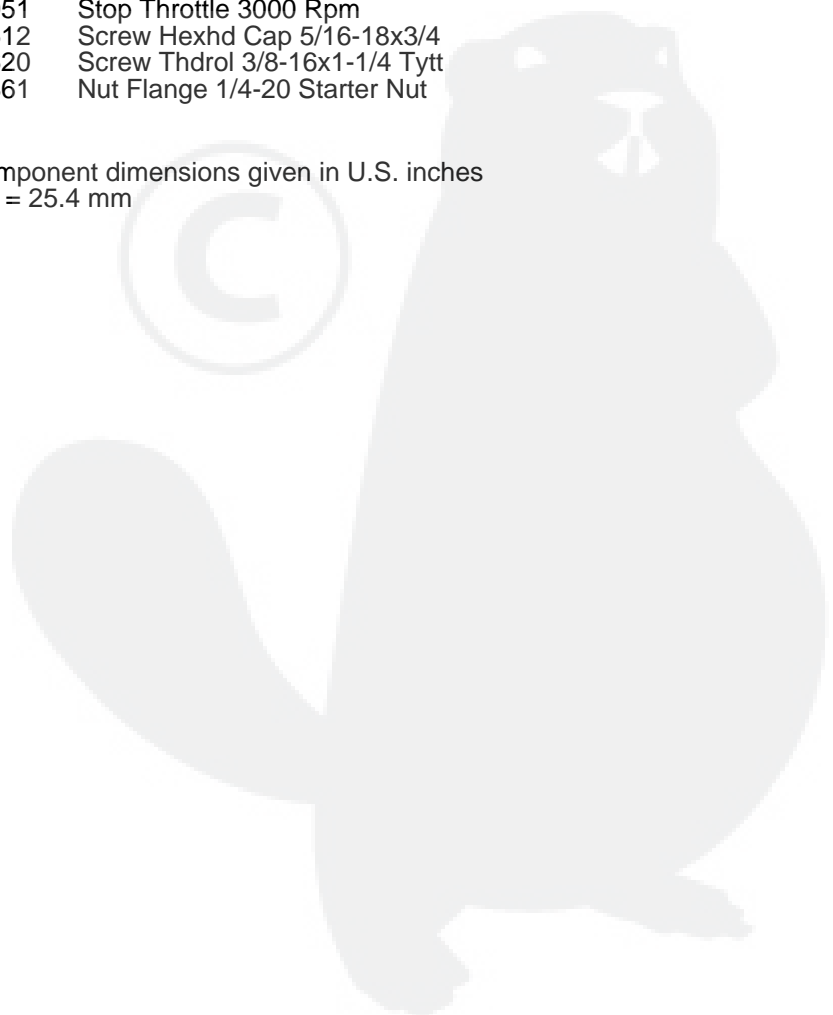 51 Stop Throttle 3000 Rpm
12 Screw Hexhd Cap 5/16-18x3/4
20 Screw Thdrol 3/8-16x1-1/4 Tytt
61 Nut Flange 1/4-20 Starter Nut
mponent dimensions given in U.S. inches
= 25.4 mm
©